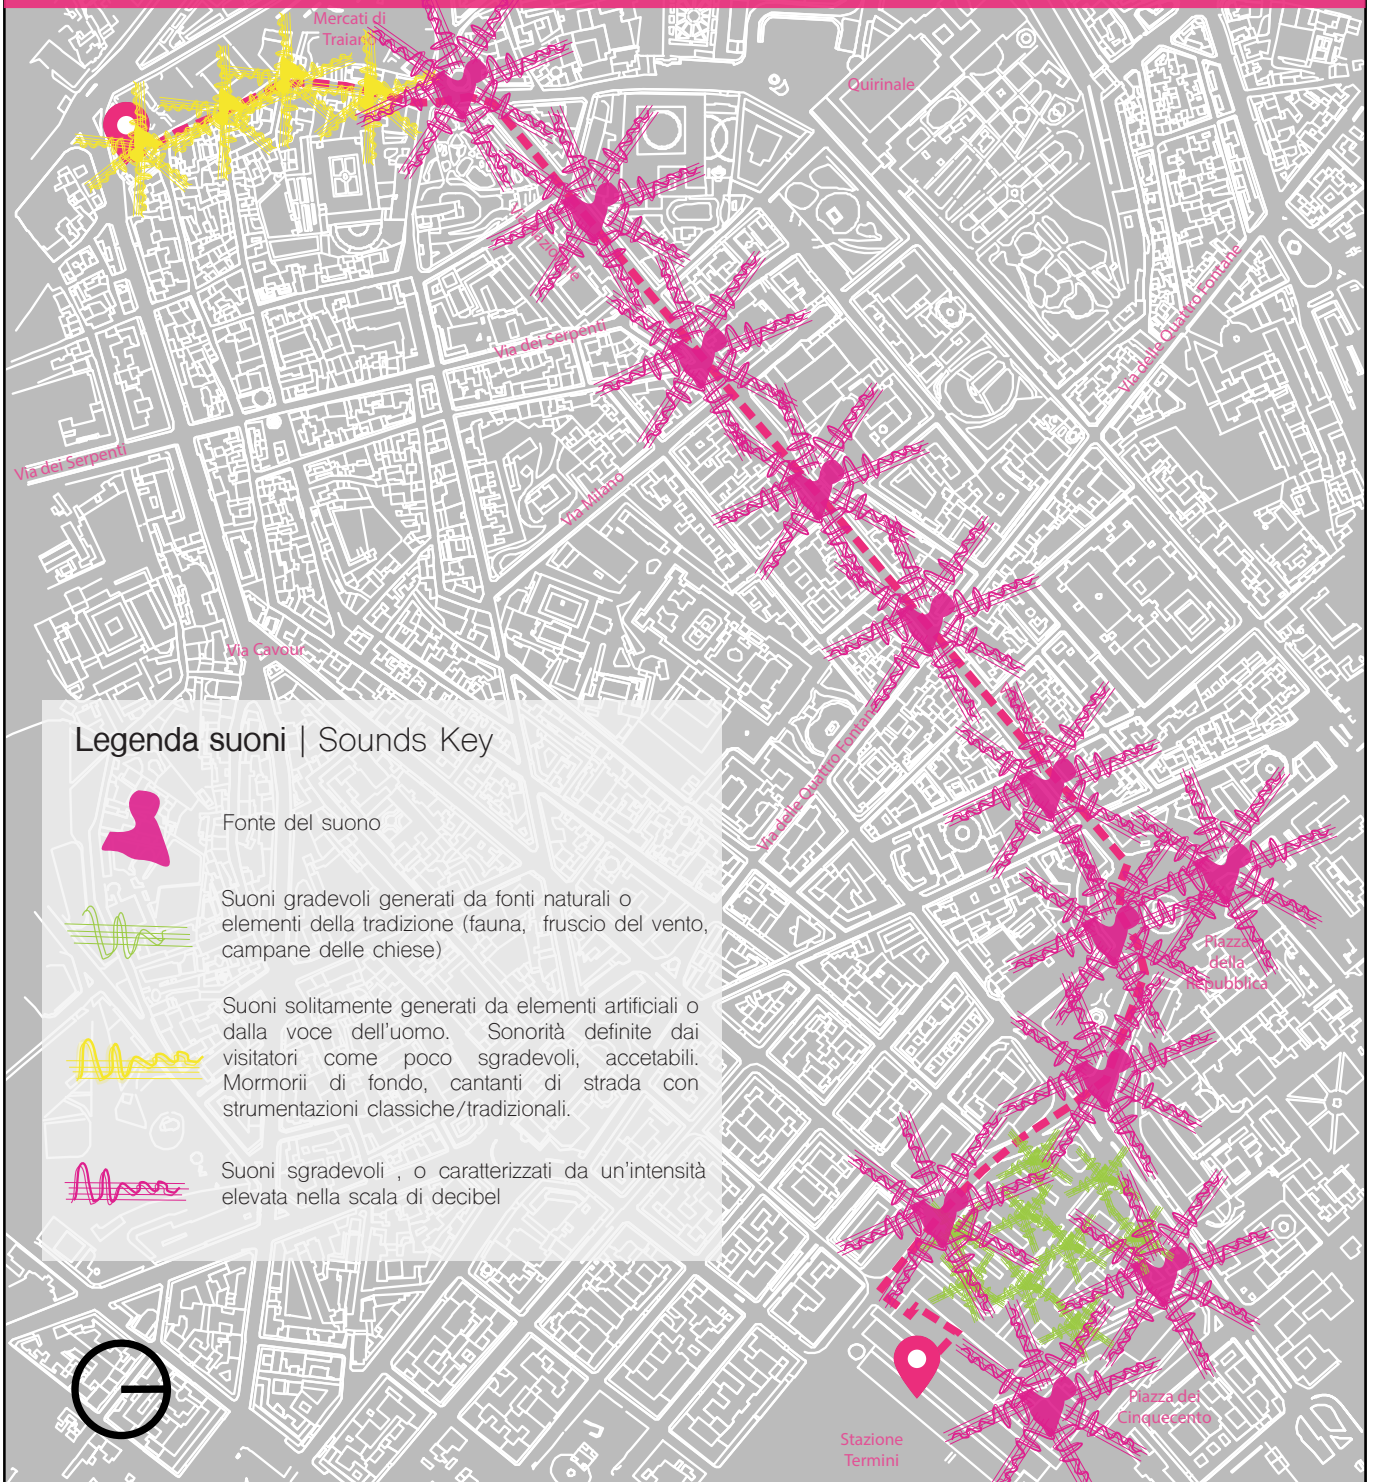 Mercati di
Traiano
Quirinale
Via Nazionale
Via delle Quattro Fontane
Via dei Serpenti
Via dei Serpenti
Via Milano
Via Cavour
Via delle Quattro Fontane
Legenda suoni | Sounds Key
Fonte del suono
Suoni gradevoli generati da fonti naturali o
elementi della tradizione (fauna, fruscio del vento,
campane delle chiese)
Suoni solitamente generati da elementi artificiali o
dalla voce dell'uomo. Sonorità definite dai
visitatori come poco sgradevoli, accetabili.
Mormorii di fondo, cantanti di strada con
strumentazioni classiche/tradizionali.
Suoni sgradevoli , o caratterizzati da un'intensità
elevata nella scala di decibel
Piazza
della
Repubblica
Piazza dei
Cinquecento
Stazione
Termini